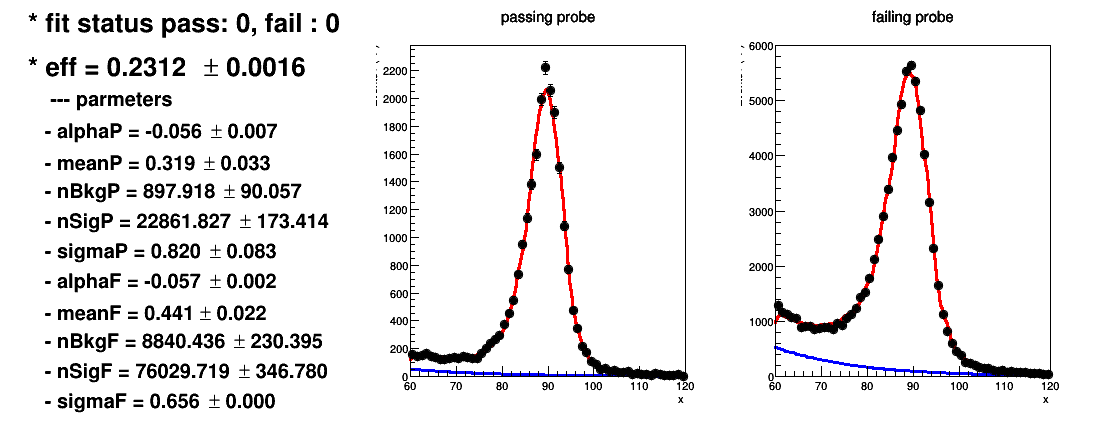 * fit status pass: 0, fail : 0
* eff = 0.2312 ± 0.0016
--- parmeters
- alphaP = -0.056 ± 0.007
- meanP = 0.319 ± 0.033
- nBkgP = 897.918 ± 90.057
- nSigP = 22861.827 ± 173.414
- sigmaP = 0.820 ± 0.083
- alphaF = -0.057 ± 0.002
- meanF = 0.441 ± 0.022
- nBkgF = 8840.436 ± 230.395
- nSigF = 76029.719 ± 346.780
- sigmaF = 0.656 ± 0.000
passing probe
2200
2000
1800
1600
1400
1200
1000
800
600
400
200
0
60 70 80 90 100 110 120
x
failing probe
6000
5000
4000
3000
2000
1000
0
60 70 80 90 100 110 120
x